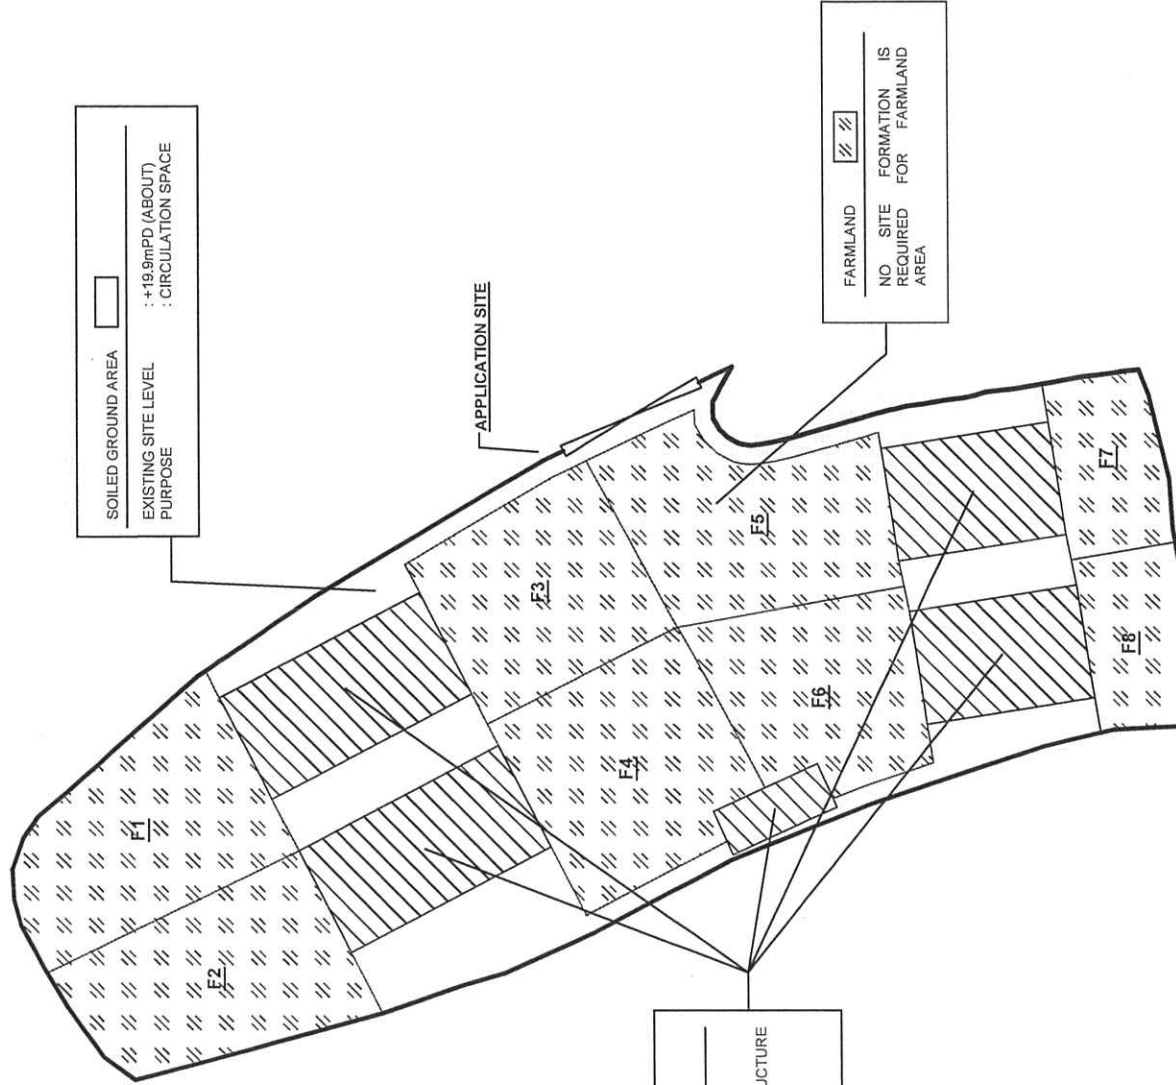 SOILED GROUND AREA
EXISTING SITE LEVEL : +19.9mPD (ABOUT)
PURPOSE : CIRCULATION SPACE
APPLICATION SITE
FARMLAND
NO SITE FORMATION IS
REQUIRED FOR FARMLAND
AREA
F1
F2
F3
F4
F5
F6
F7
F8